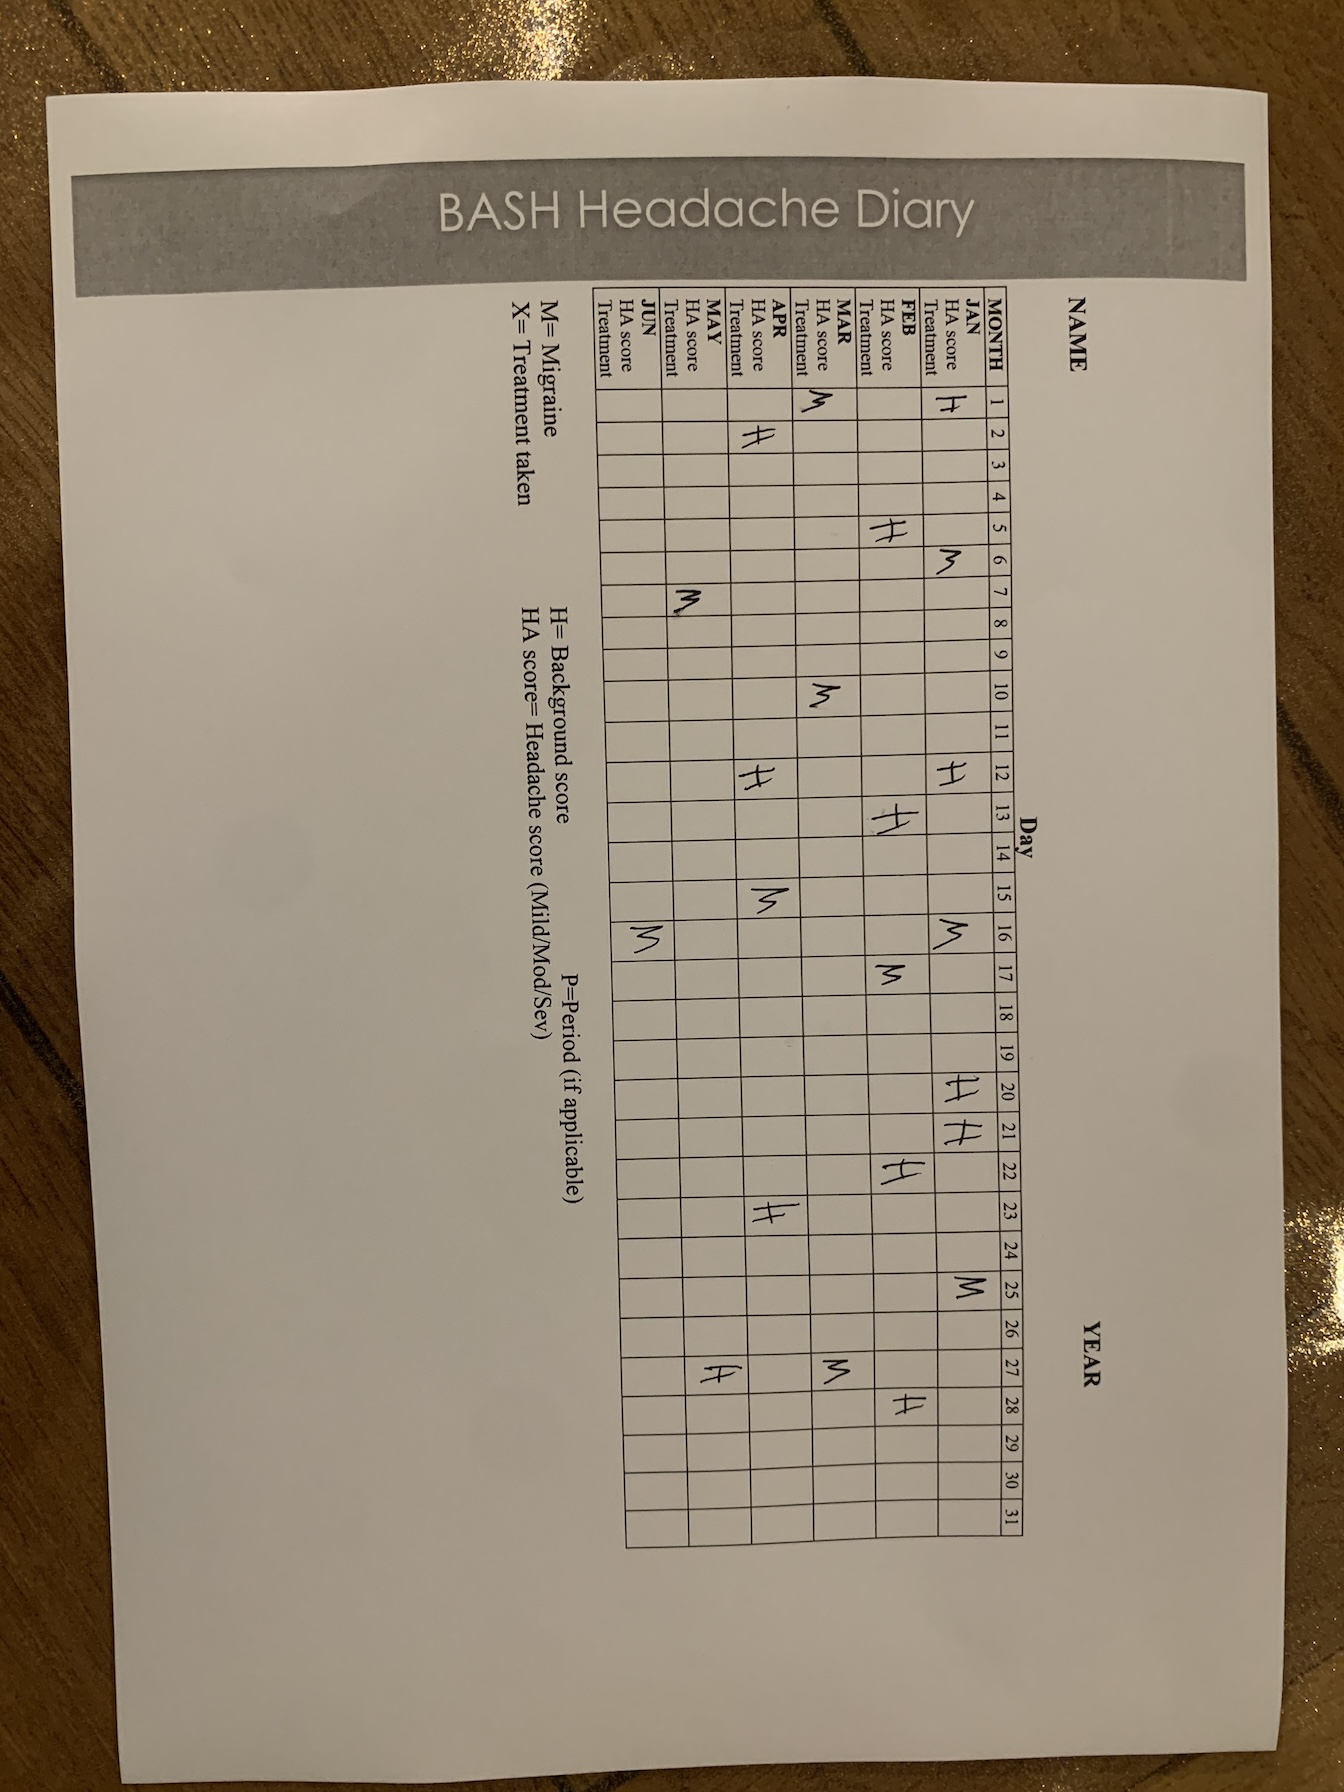 BASH Headache Diary
NAME YEAR
Day
MONTH 1 2 3 4 5 6 7 8 9 10 11 12 13 14 15 16 17 18 19 20 21 22 23 24 25 26 27 28 29 30 31
JAN
HA score H M H M H H M
Treatment
FEB
HA score H H M H H
Treatment
MAR
HA score M M M
Treatment
APR
HA score H H M H
Treatment
MAY
HA score M H
Treatment
JUN
HA score M
Treatment
M= Migraine H= Background score P=Period (if applicable)
X= Treatment taken HA score= Headache score (Mild/Mod/Sev)